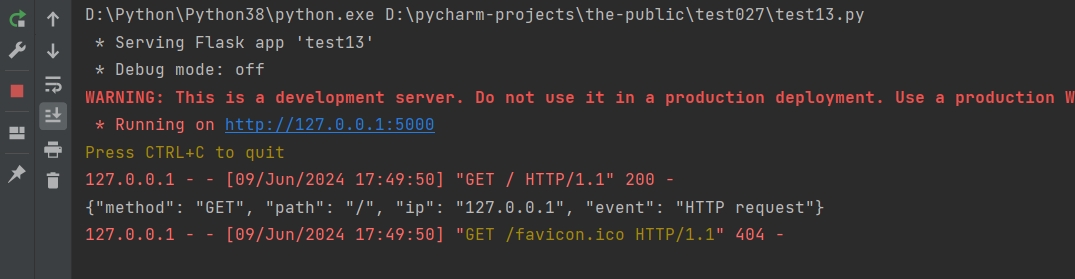 D:\Python\Python38\python.exe D:\pycharm-projects\the-public\test027\test13.py
 * Serving Flask app 'test13'
 * Debug mode: off
WARNING: This is a development server. Do not use it in a production deployment. Use a production W
 * Running on http://127.0.0.1:5000
Press CTRL+C to quit
127.0.0.1 - - [09/Jun/2024 17:49:50] "GET / HTTP/1.1" 200 -
{"method": "GET", "path": "/", "ip": "127.0.0.1", "event": "HTTP request"}
127.0.0.1 - - [09/Jun/2024 17:49:50] "GET /favicon.ico HTTP/1.1" 404 -